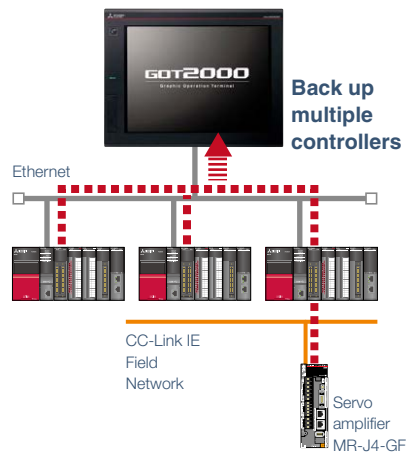 GOT2000
Graphic Operation Terminal
Back up
multiple
controllers
Ethernet
CC-Link IE
Field
Network
Servo
amplifier
MR-J4-GF